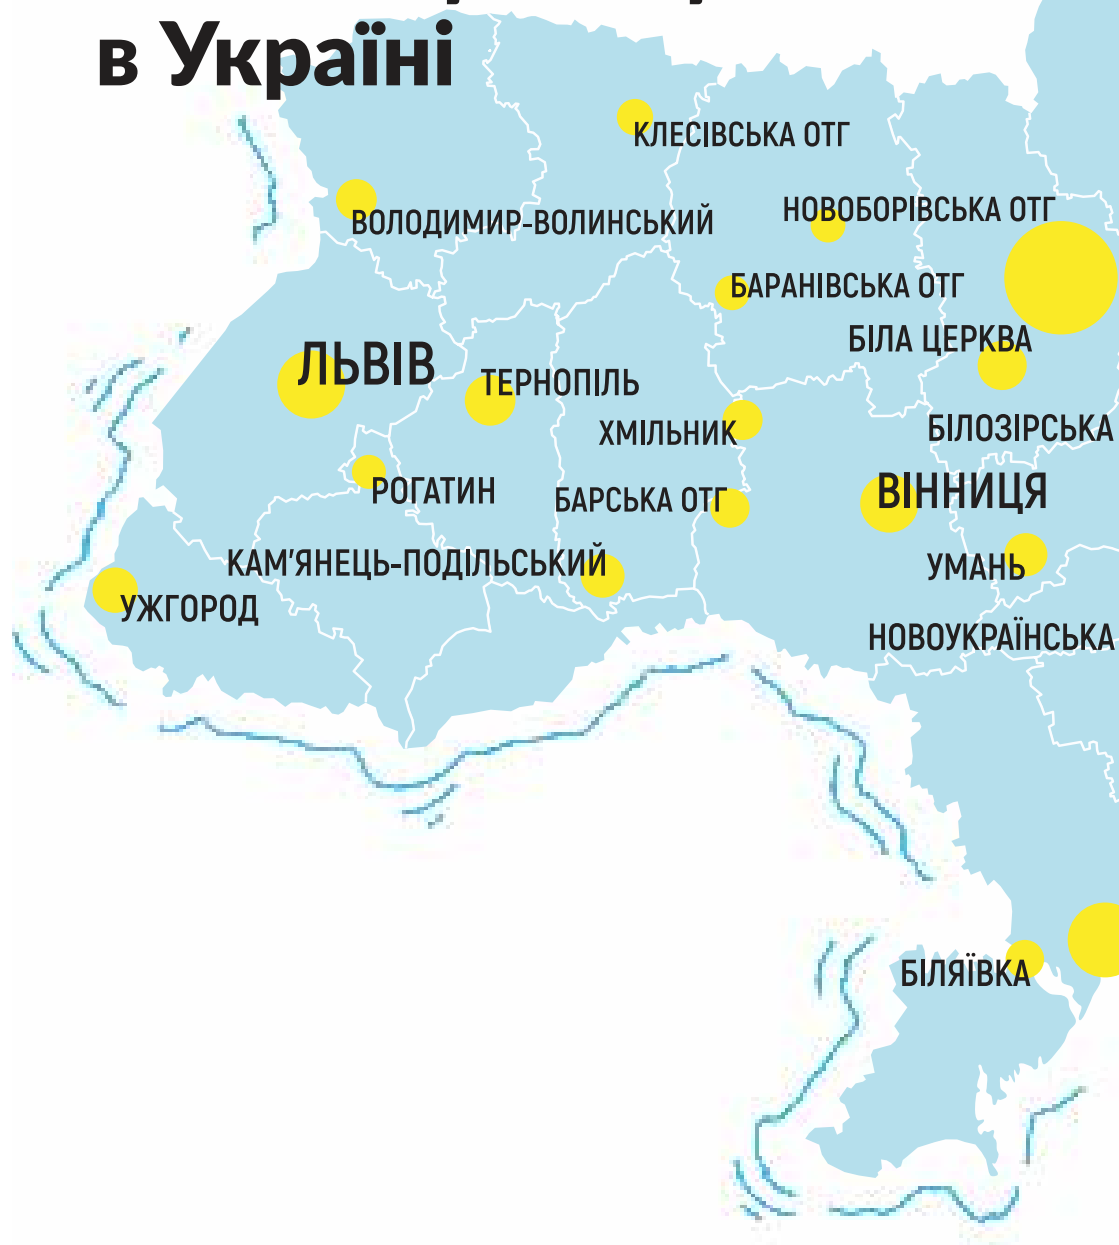 в Україні
КЛЕСІВСЬКА ОТГ
ВОЛОДИМИР-ВОЛИНСЬКИЙ
НОВОБОРІВСЬКА ОТГ
БАРАНІВСЬКА ОТГ
БІЛА ЦЕРКВА
ЛЬВІВ
ТЕРНОПІЛЬ
ХМІЛЬНИК
БІЛОЗІРСЬКА
РОГАТИН
БАРСЬКА ОТГ
ВІННИЦЯ
КАМ'ЯНЕЦЬ-ПОДІЛЬСЬКИЙ
УМАНЬ
УЖГОРОД
НОВОУКРАЇНСЬКА
БІЛЯЇВКА